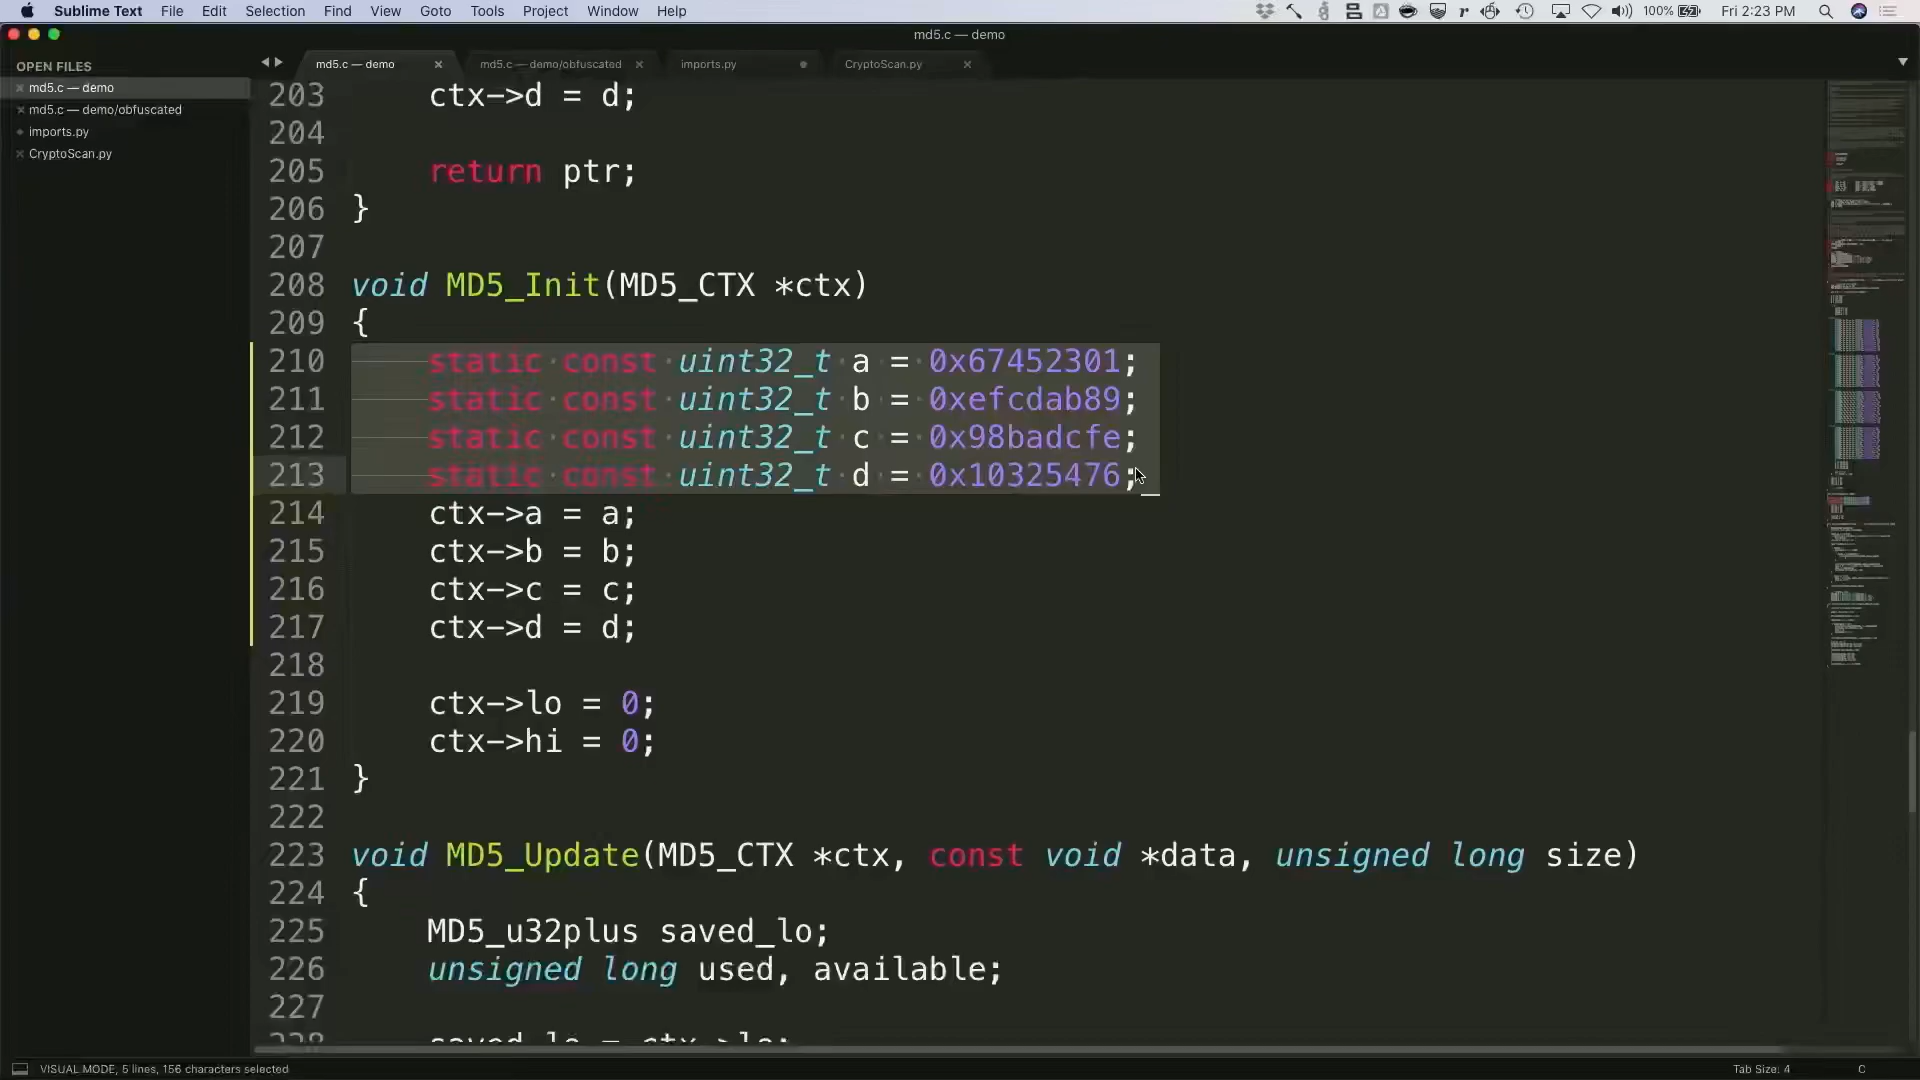 Sublime Text File Edit Selection Find View Goto Tools Project Window Help 100% Fri 2:23 PM
md5.c — demo
OPEN FILES
md5.c — demo
md5.c — demo/obfuscated
imports.py
CryptoScan.py
md5.c — demo md5.c — demo/obfuscated imports.py CryptoScan.py
203 ctx->d = d;
204
205 return ptr;
206 }
207
208 void MD5_Init(MD5_CTX *ctx)
209 {
210 static const uint32_t a = 0x67452301;
211 static const uint32_t b = 0xefcdab89;
212 static const uint32_t c = 0x98badcfe;
213 static const uint32_t d = 0x10325476;
214 ctx->a = a;
215 ctx->b = b;
216 ctx->c = c;
217 ctx->d = d;
218
219 ctx->lo = 0;
220 ctx->hi = 0;
221 }
222
223 void MD5_Update(MD5_CTX *ctx, const void *data, unsigned long size)
224 {
225 MD5_u32plus saved_lo;
226 unsigned long used, available;
227
228 saved_lo = ctx->lo;
VISUAL MODE, 5 lines, 156 characters selected Tab Size: 4 C